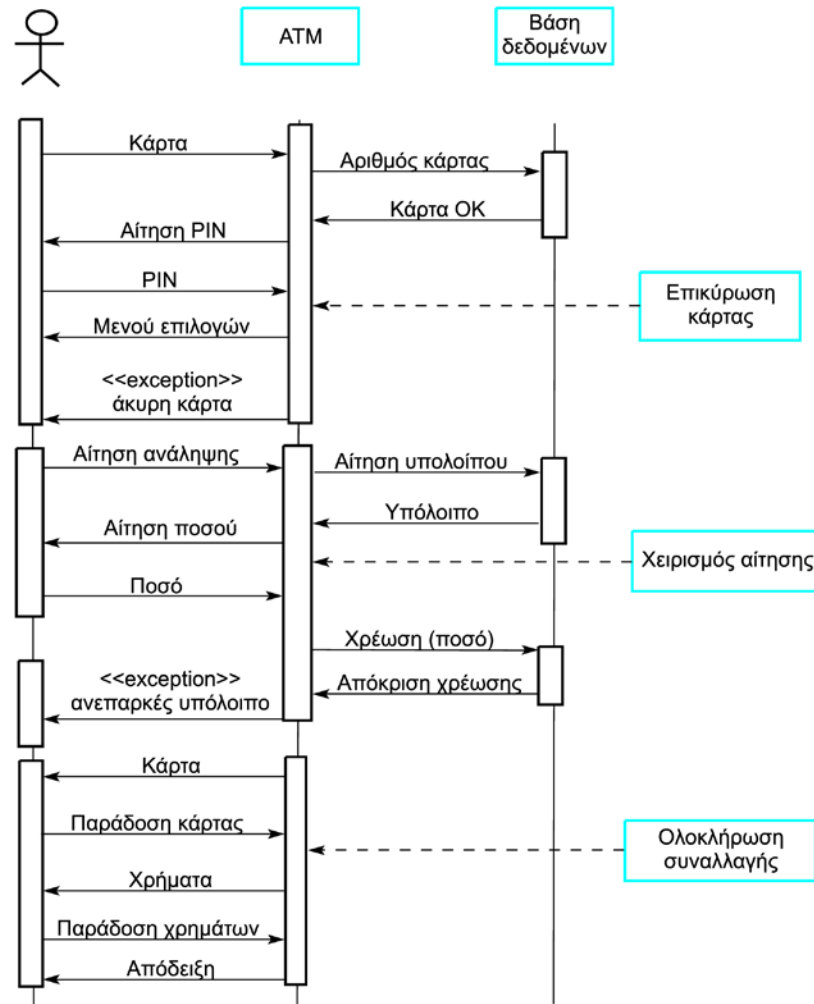 ATM
Βάση
δεδομένων
Κάρτα
Αριθμός κάρτας
Κάρτα OK
Αίτηση PIN
PIN
Επικύρωση
κάρτας
Μενού επιλογών
<<exception>>
άκυρη κάρτα
Αίτηση ανάληψης
Αίτηση υπολοίπου
Υπόλοιπο
Αίτηση ποσού
Χειρισμός αίτησης
Ποσό
Χρέωση (ποσό)
<<exception>>
ανεπαρκές υπόλοιπο
Απόκριση χρέωσης
Κάρτα
Παράδοση κάρτας
Ολοκλήρωση
συναλλαγής
Χρήματα
Παράδοση χρημάτων
Απόδειξη